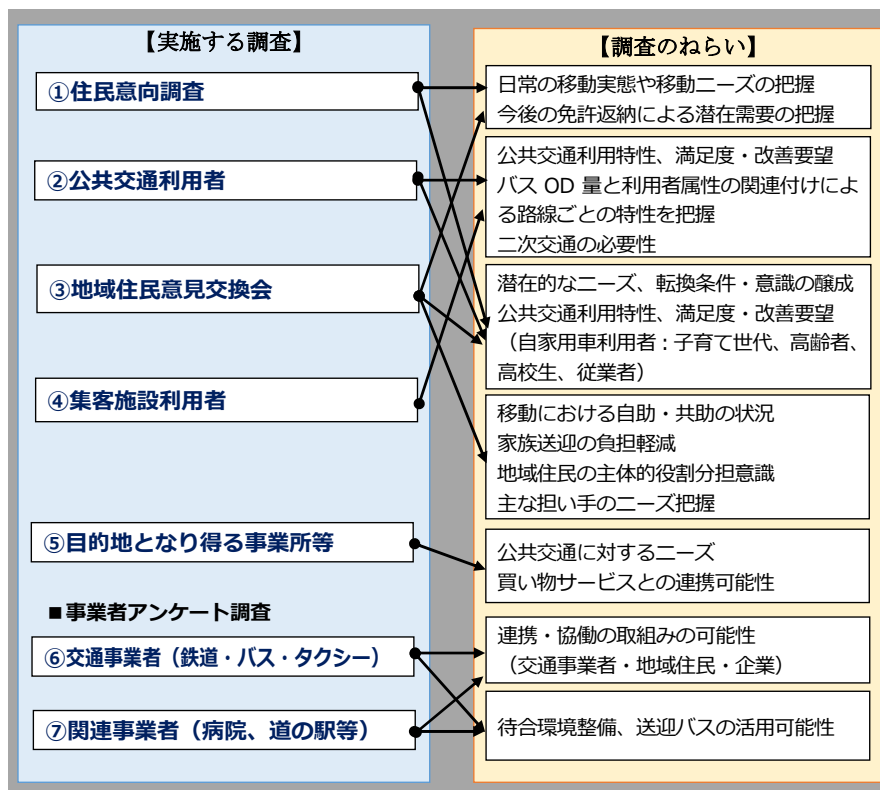 【実施する調査】
①住民意向調査
②公共交通利用者
③地域住民意見交換会
④集客施設利用者
⑤目的地となり得る事業所等
■事業者アンケート調査
⑥交通事業者（鉄道・バス・タクシー）
⑦関連事業者（病院、道の駅等）
【調査のねらい】
日常の移動実態や移動ニーズの把握
今後の免許返納による潜在需要の把握
公共交通利用特性、満足度・改善要望
バス OD 量と利用者属性の関連付けによ
る路線ごとの特性を把握
二次交通の必要性
潜在的なニーズ、転換条件・意識の醸成
公共交通利用特性、満足度・改善要望
（自家用車利用者：子育て世代、高齢者、
高校生、従業者）
移動における自助・共助の状況
家族送迎の負担軽減
地域住民の主体的役割分担意識
主な担い手のニーズ把握
公共交通に対するニーズ
買い物サービスとの連携可能性
連携・協働の取組みの可能性
（交通事業者・地域住民・企業）
待合環境整備、送迎バスの活用可能性